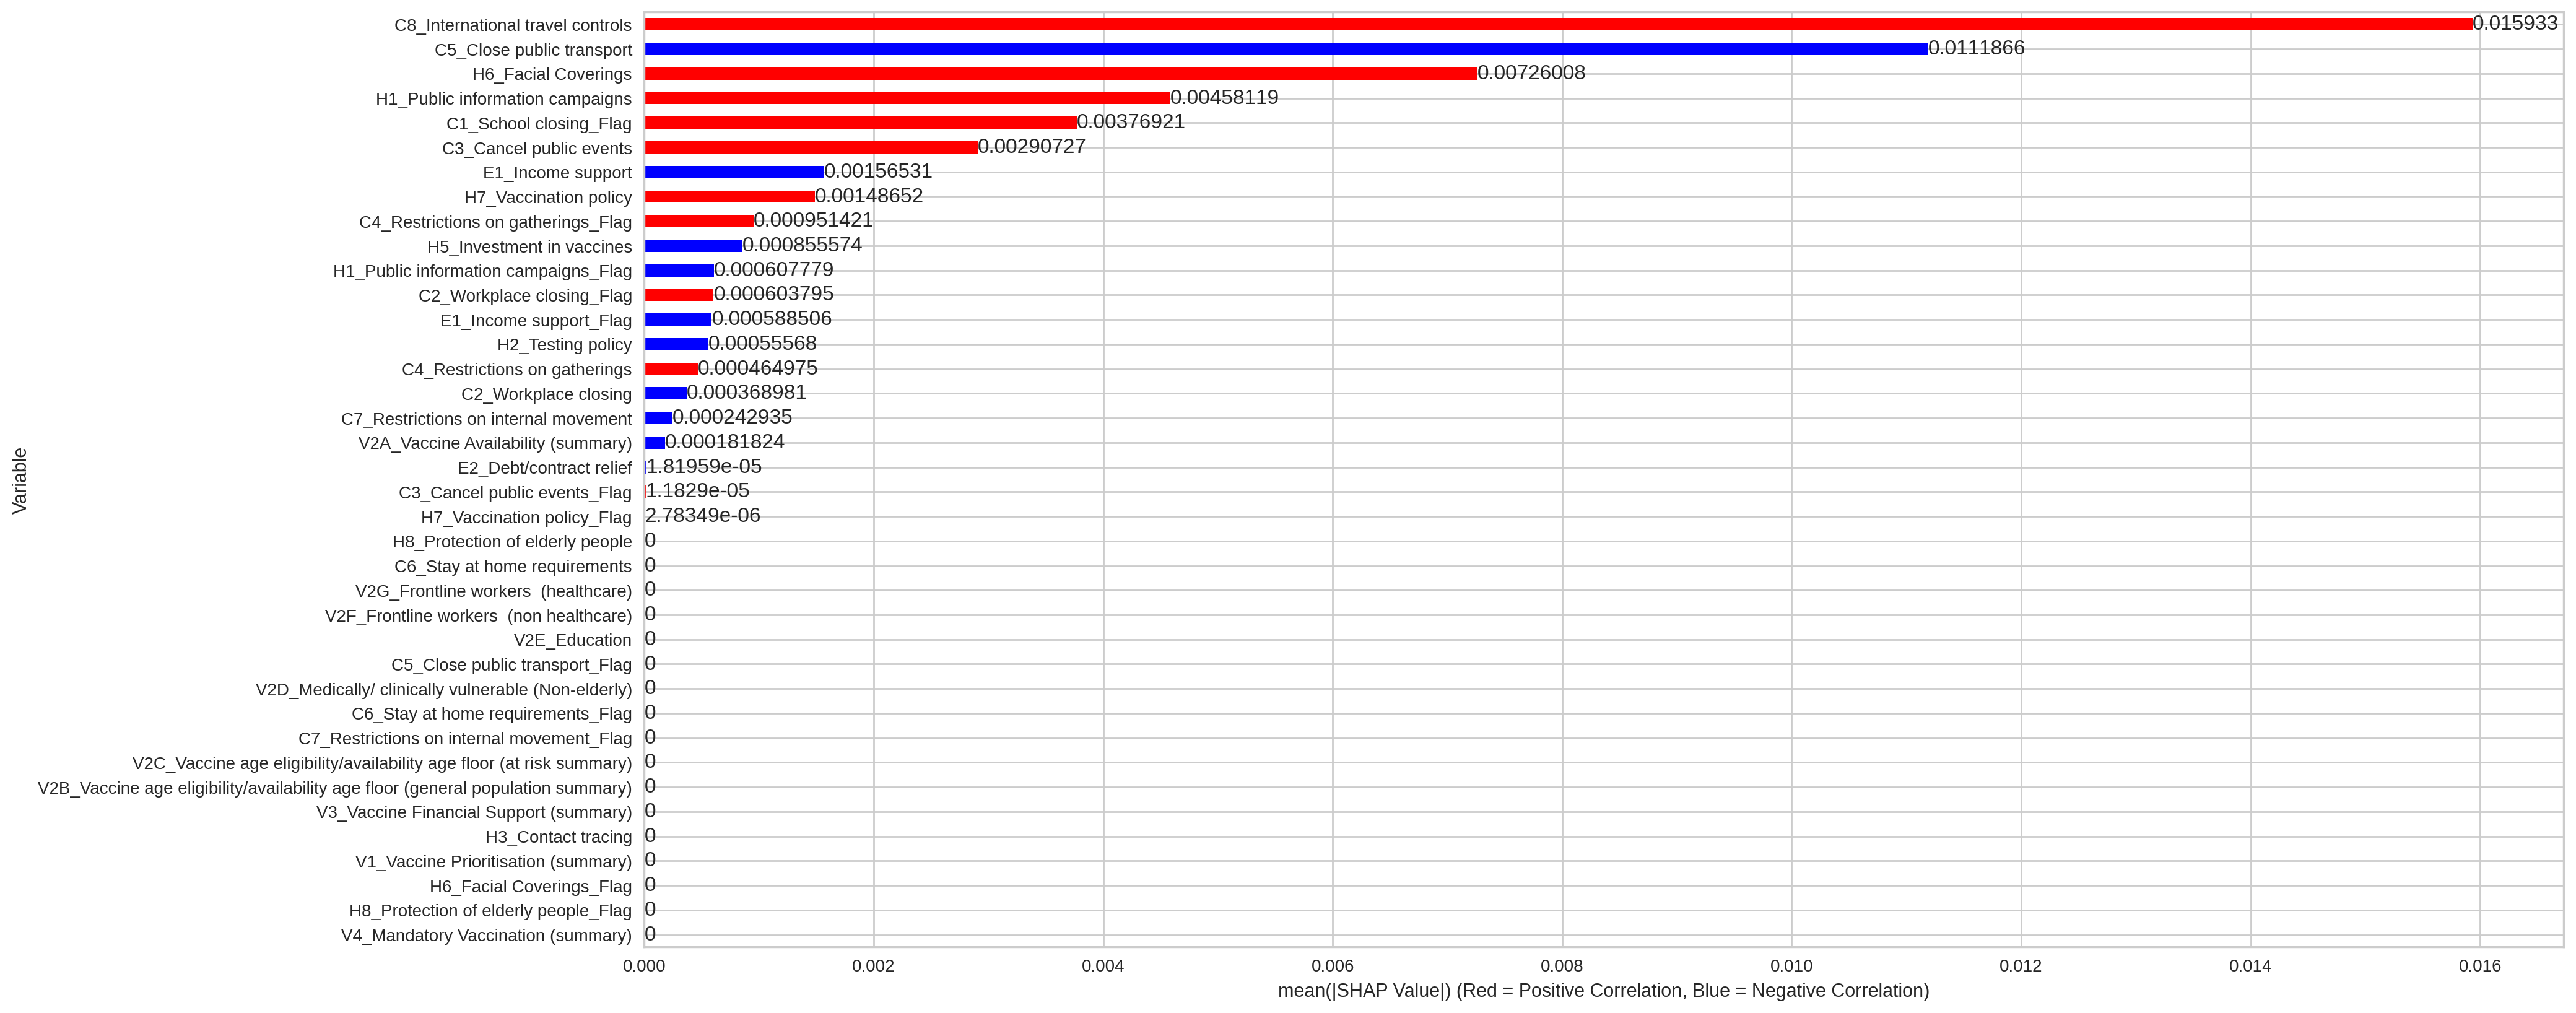 C8_International travel controls 0.015933
C5_Close public transport 0.0111866
H6_Facial Coverings 0.00726008
H1_Public information campaigns 0.00458119
C1_School closing_Flag 0.00376921
C3_Cancel public events 0.00290727
E1_Income support 0.00156531
H7_Vaccination policy 0.00148652
C4_Restrictions on gatherings_Flag 0.000951421
H5_Investment in vaccines 0.000855574
H1_Public information campaigns_Flag 0.000607779
C2_Workplace closing_Flag 0.000603795
E1_Income support_Flag 0.000588506
H2_Testing policy 0.00055568
C4_Restrictions on gatherings 0.000464975
C2_Workplace closing 0.000368981
C7_Restrictions on internal movement 0.000242935
V2A_Vaccine Availability (summary) 0.000181824
E2_Debt/contract relief 1.81959e-05
C3_Cancel public events_Flag 1.1829e-05
H7_Vaccination policy_Flag 2.78349e-06
H8_Protection of elderly people 0
C6_Stay at home requirements 0
V2G_Frontline workers  (healthcare) 0
V2F_Frontline workers  (non healthcare) 0
V2E_Education 0
C5_Close public transport_Flag 0
V2D_Medically/ clinically vulnerable (Non-elderly) 0
C6_Stay at home requirements_Flag 0
C7_Restrictions on internal movement_Flag 0
V2C_Vaccine age eligibility/availability age floor (at risk summary) 0
V2B_Vaccine age eligibility/availability age floor (general population summary) 0
V3_Vaccine Financial Support (summary) 0
H3_Contact tracing 0
V1_Vaccine Prioritisation (summary) 0
H6_Facial Coverings_Flag 0
H8_Protection of elderly people_Flag 0
V4_Mandatory Vaccination (summary) 0
Variable
0.000 0.002 0.004 0.006 0.008 0.010 0.012 0.014 0.016
mean(|SHAP Value|) (Red = Positive Correlation, Blue = Negative Correlation)